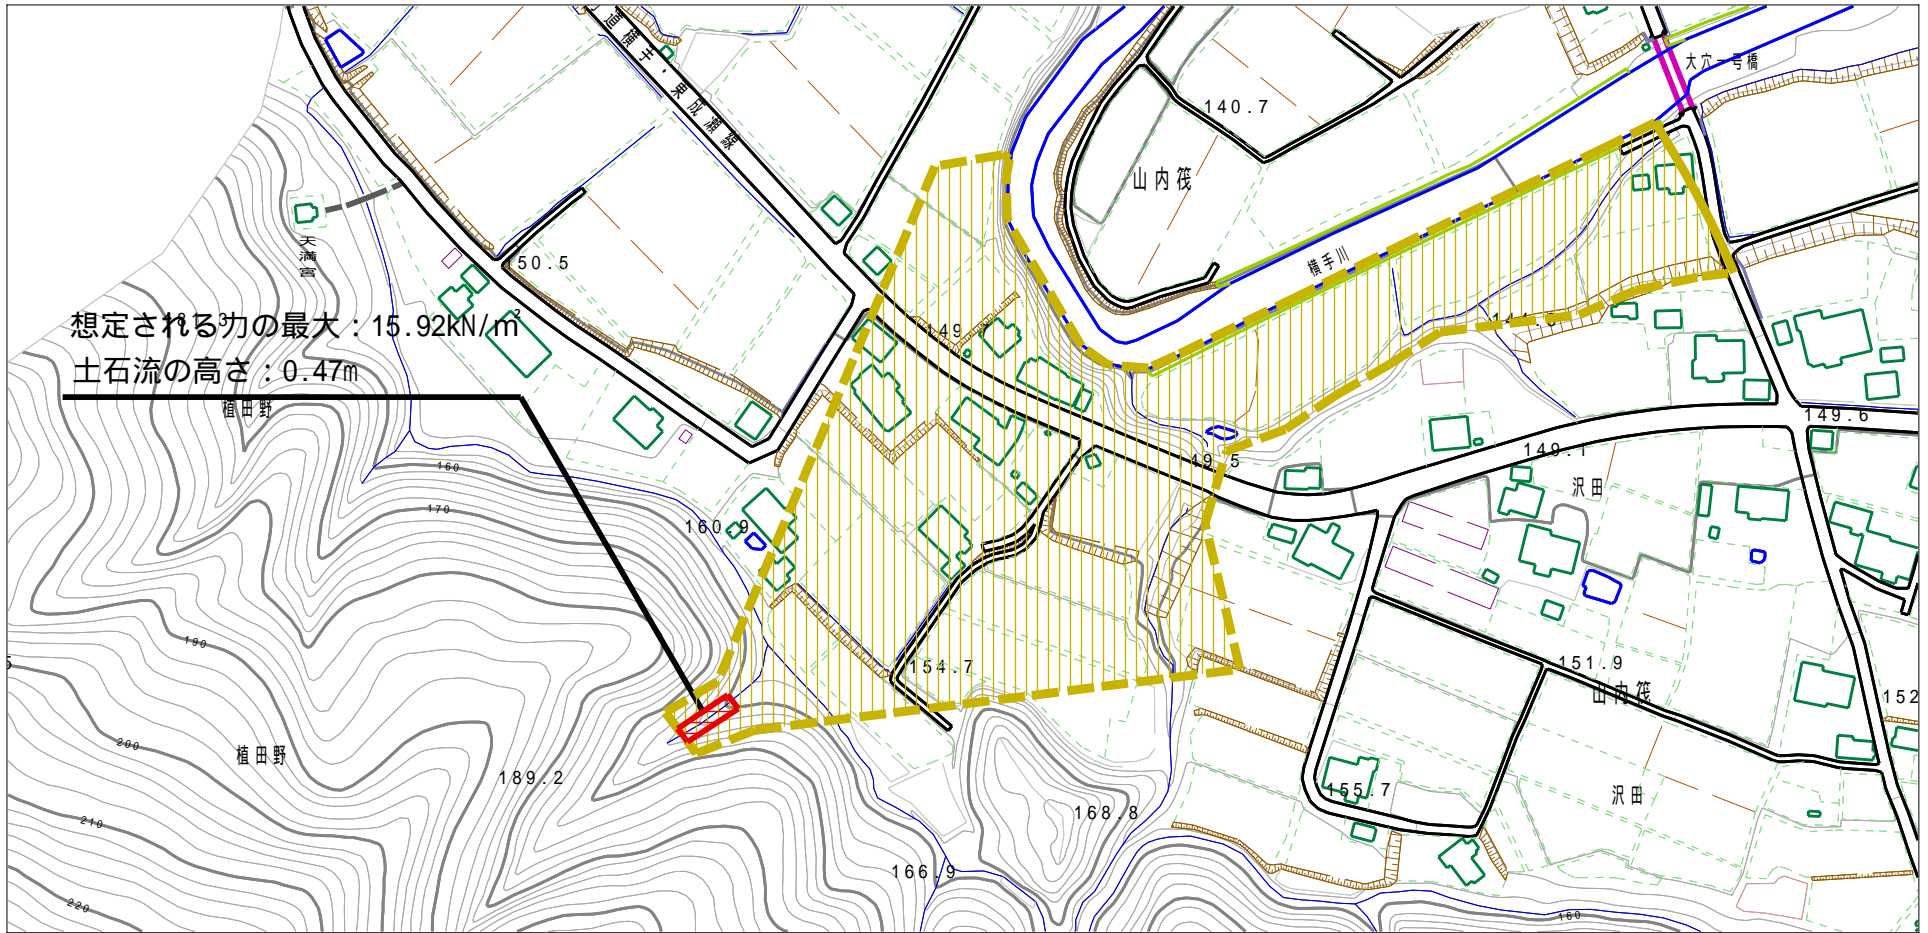 大穴一号橋
道横手・東成瀬線
140.7
山内筏
横手川
天満宮
150.5
想定される力の最大：15.92kN/㎡
土石流の高さ：0.47m
植田野
149.6
149.1
149.5
160
170
沢田
160.9
190
154.7
151.9
山内筏
152
200
植田野
189.2
155.7
沢田
168.8
210
166.9
220
160